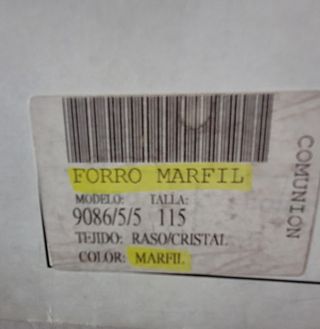 FORRO MARFIL
MODELO: TALLA:
9086/5/5 115
TEJIDO: RASO/CRISTAL
COLOR: MARFIL
COMUNION